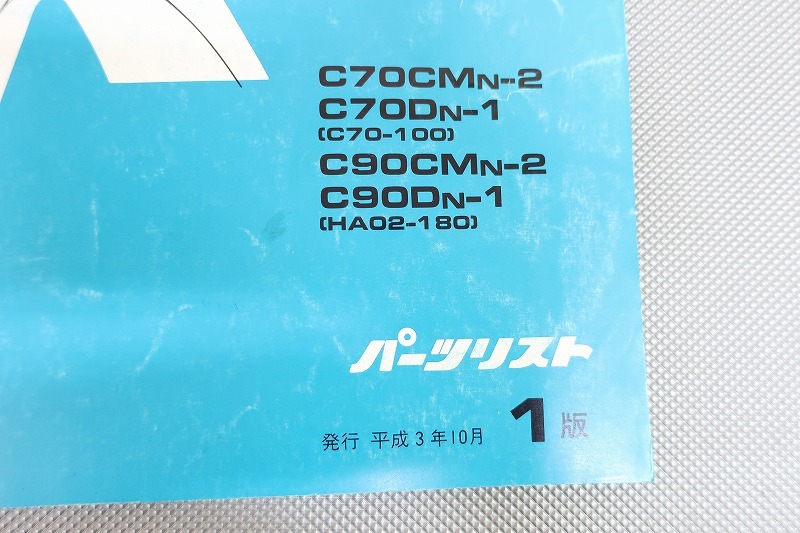 C70CMN-2
C70DN-1
(C70-100)
C90CMN-2
C90DN-1
(HA02-180)
パーツリスト
発行 平成3年10月 1版